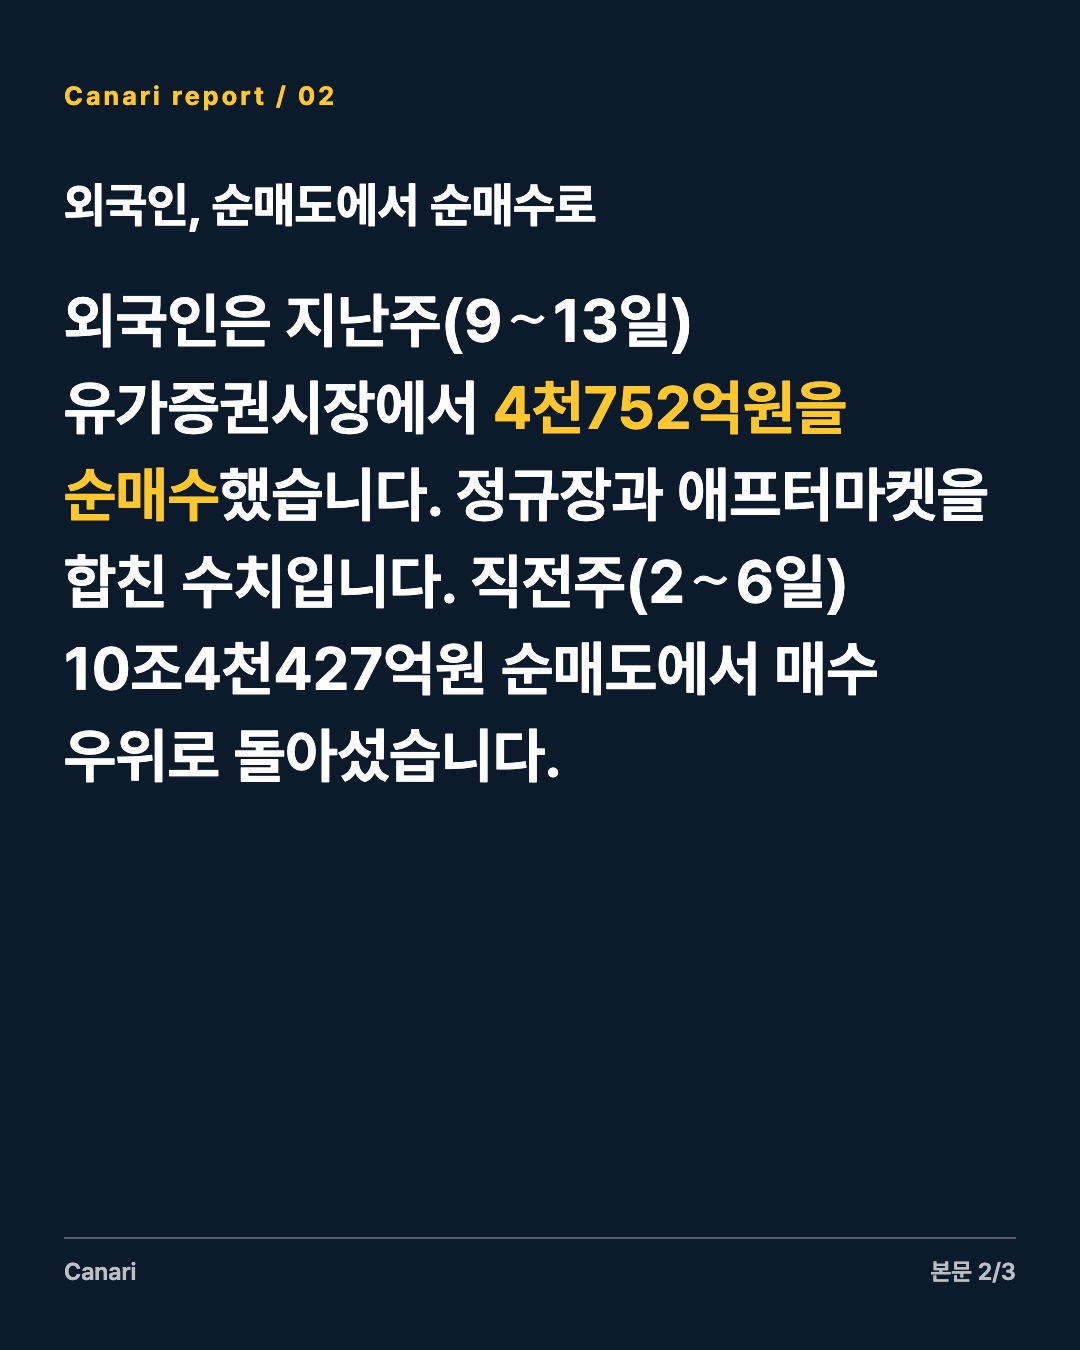 Canari report / 02
외국인, 순매도에서 순매수로
외국인은 지난주(9～13일)
유가증권시장에서 4천752억원을
순매수했습니다. 정규장과 애프터마켓을
합친 수치입니다. 직전주(2～6일)
10조4천427억원 순매도에서 매수
우위로 돌아섰습니다.
Canari
본문 2/3